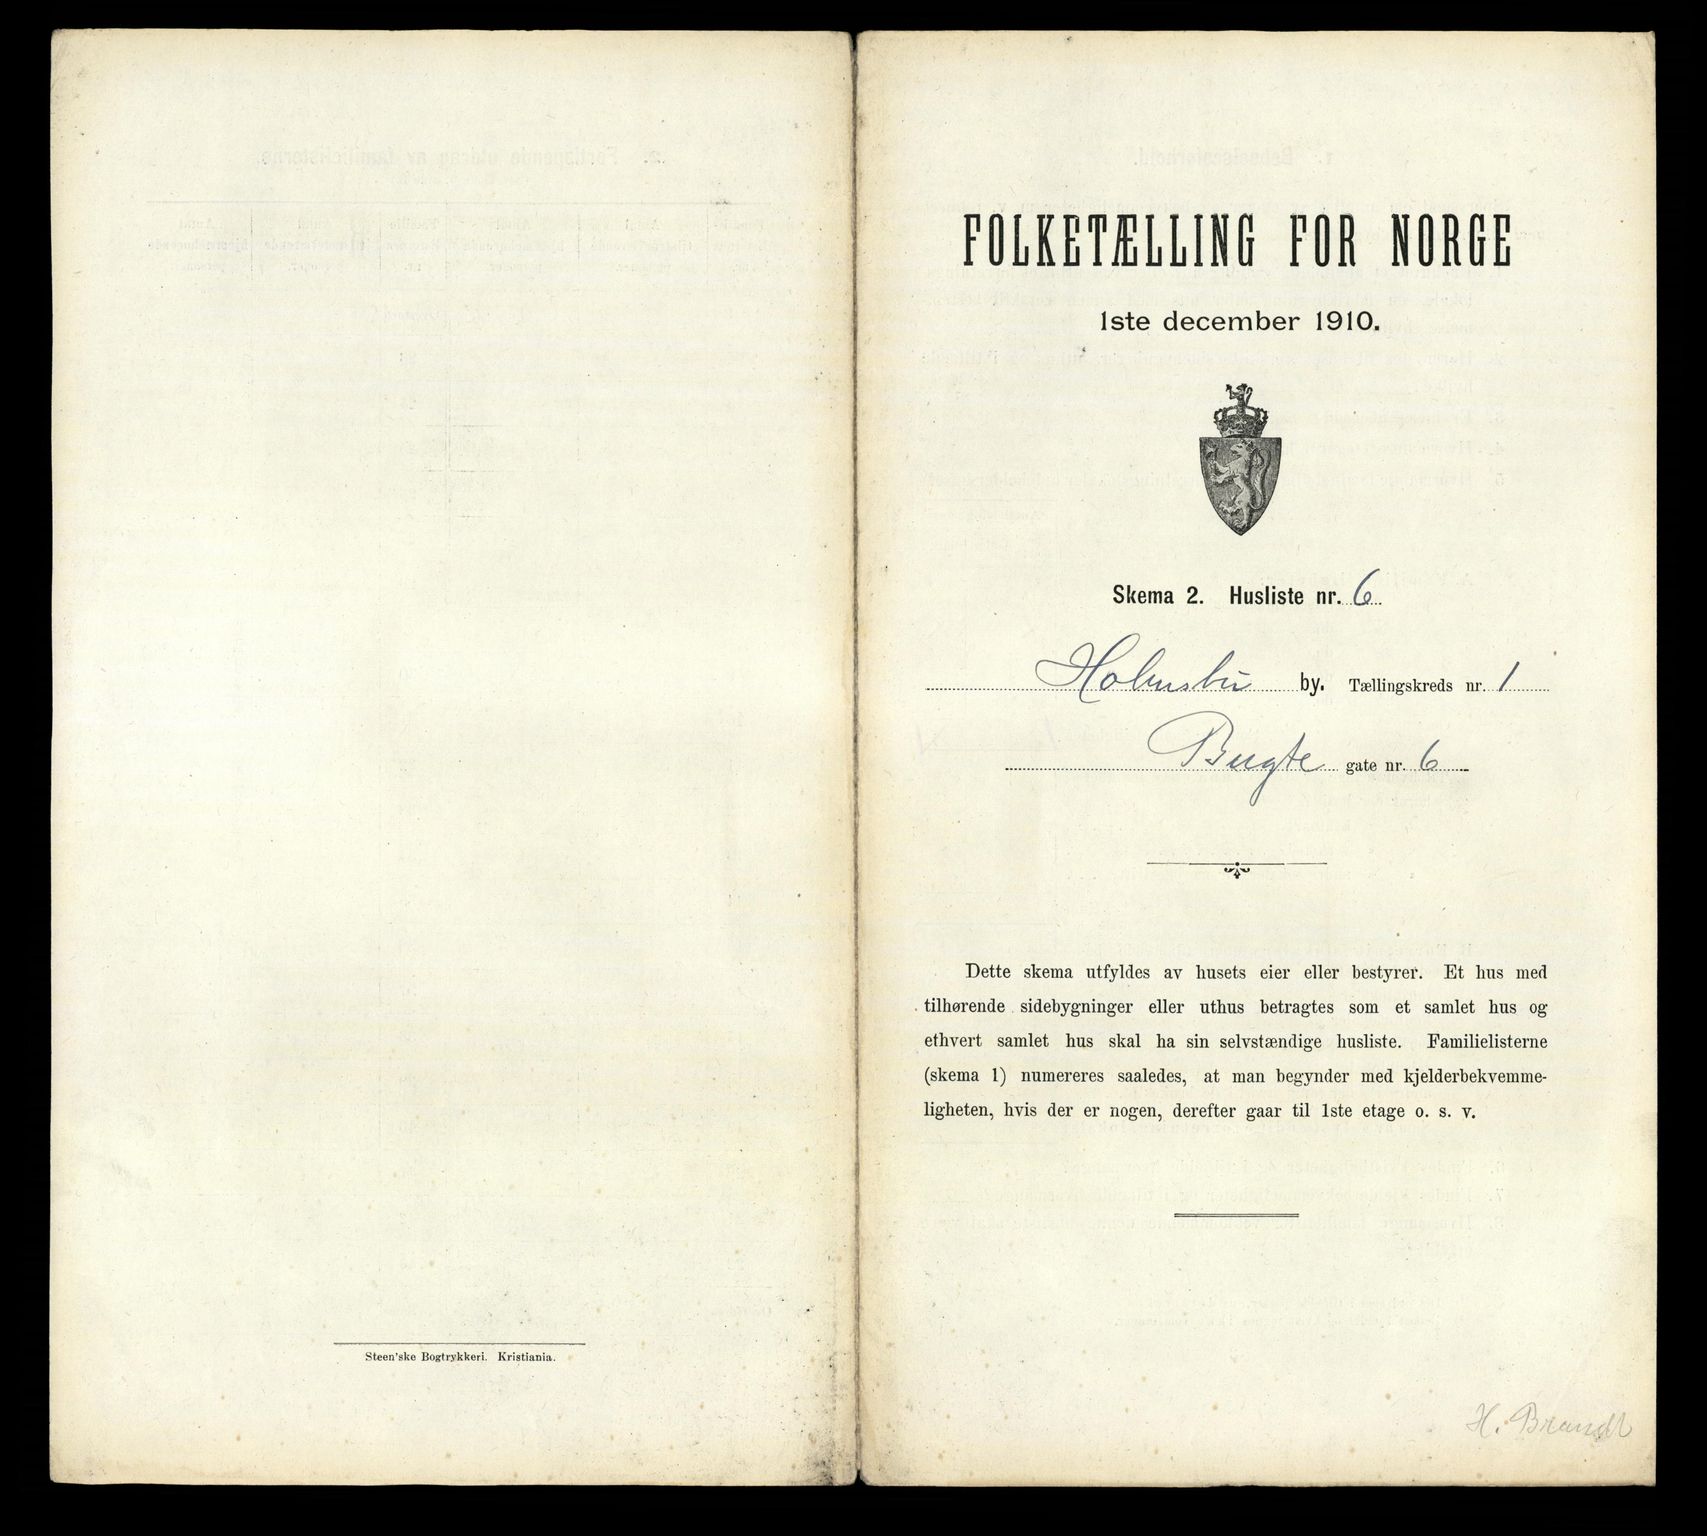 Steen'ske Bogtrykkeri. Kristiania.
FOLKETÆLLING FOR NORGE
1ste december 1910.
Skema 2. Husliste nr. 6
Holmsbu by. Tællingskreds nr. 1
Bugte gate nr. 6
Dette skema utfyldes av husets eier eller bestyrer. Et hus med
tilhørende sidebygninger eller uthus betragtes som et samlet hus og
ethvert samlet hus skal ha sin selvstændige husliste. Familielisterne
(skema 1) numereres saaledes, at man begynder med kjelderbekvemme-
ligheten, hvis der er nogen, derefter gaar til 1ste etage o. s. v.
H. Brandt